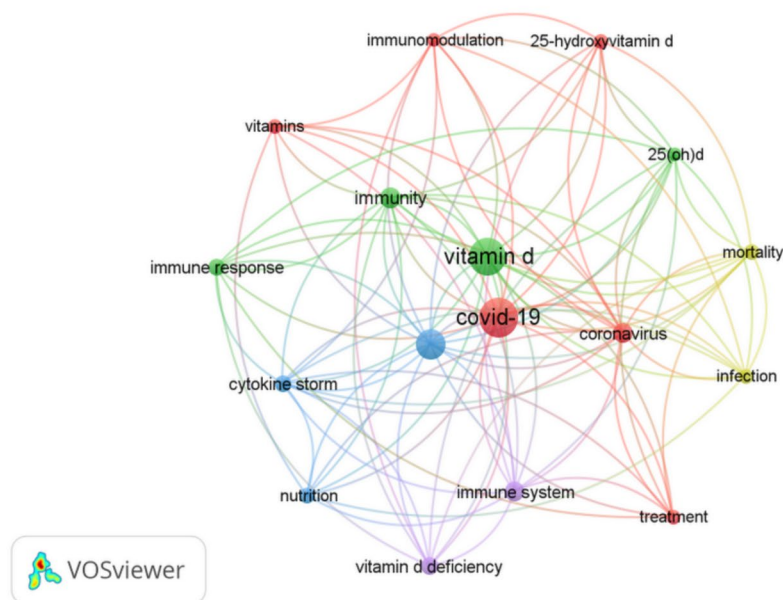 immunomodulation
25-hydroxyvitamin d
vitamins
25(oh)d
immunity
vitamin d
mortality
immune response
covid-19
coronavirus
infection
cytokine storm
nutrition
immune system
treatment
vitamin d deficiency
VOSviewer